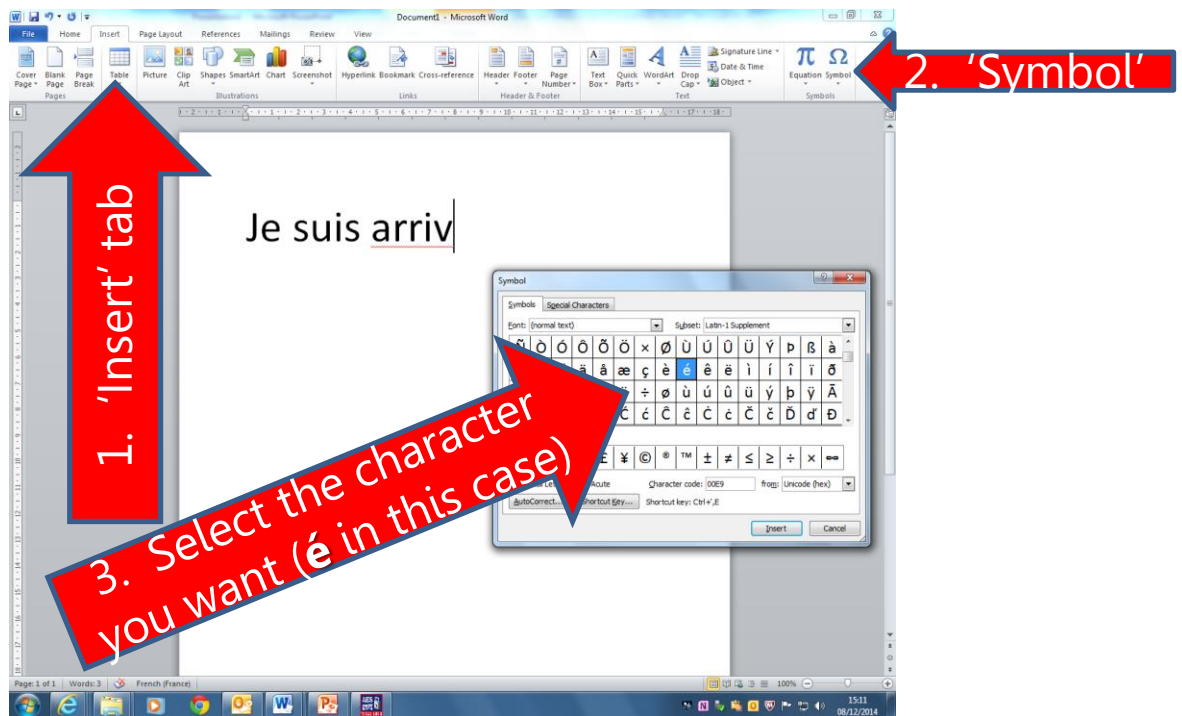 Document1 - Microsoft Word
File Home Insert Page Layout References Mailings Review View
Cover Page Blank Page Page Break Table Picture Clip Art Shapes SmartArt Chart Screenshot Hyperlink Bookmark Cross-reference Header Footer Page Number Text Box Quick Parts WordArt Drop Cap Signature Line Date & Time Object Equation Symbol
Pages Illustrations Links Header & Footer Text Symbols
2. 'Symbol'
1. 'Insert' tab
Je suis arriv
Symbol
Symbols Special Characters
Font: (normal text) Subset: Latin-1 Supplement
Ñ Ò Ó Ô Õ Ö × Ø Ù Ú Û Ü Ý Þ ß à
ä å æ ç è é ê ë ì í î ï ð
÷ ø ù ú û ü ý þ ÿ Ā
Ć ć Ĉ ĉ Ċ ċ Č č Ď ď Đ
£ ¥ © ® ™ ± ≠ ≤ ≥ ÷ × ∞
Acute Character code: 00E9 from: Unicode (hex)
AutoCorrect... Shortcut Key... Shortcut key: Ctrl+',E
Insert Cancel
3. Select the character
you want (é in this case)
Page: 1 of 1 Words: 3 French (France) 100%
15:11
08/12/2014